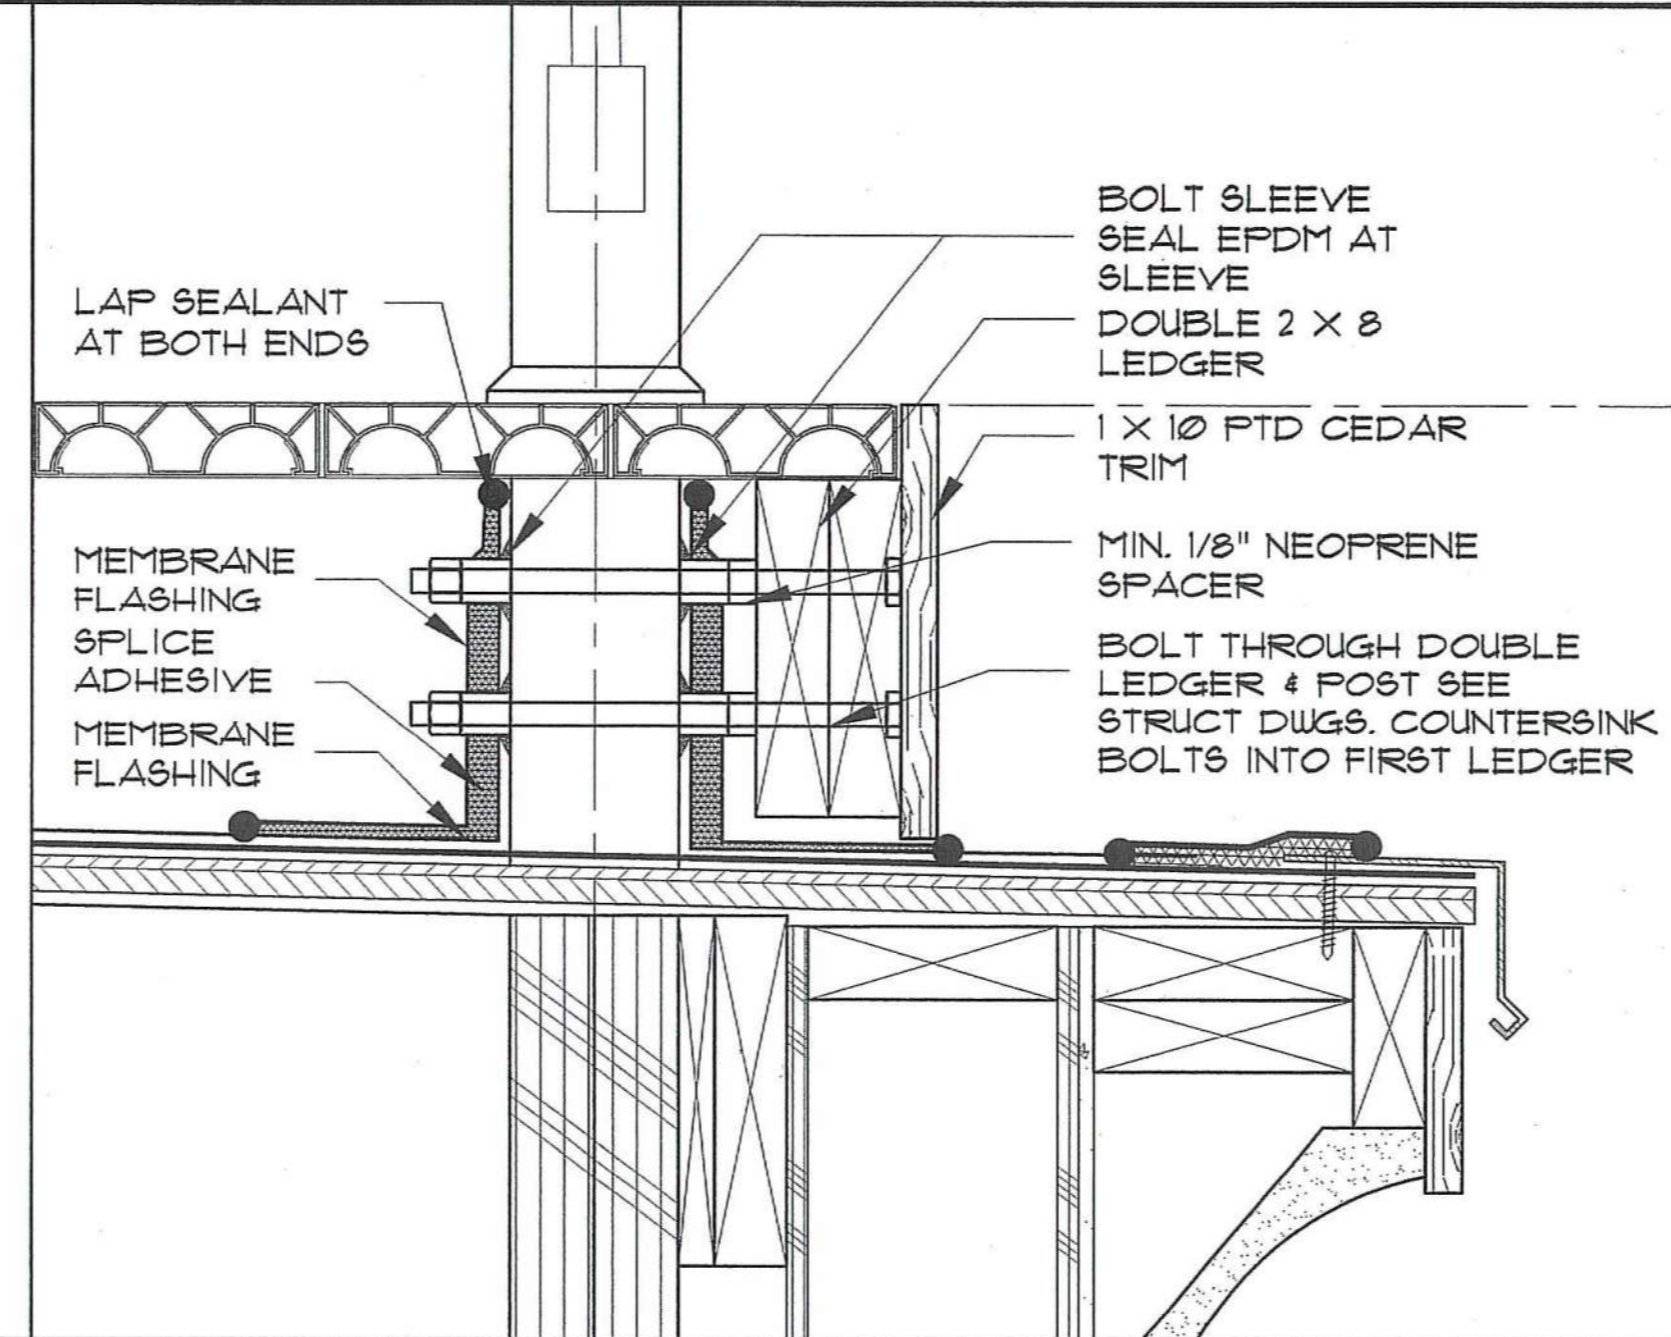 LAP SEALANT
AT BOTH ENDS
MEMBRANE
FLASHING
SPLICE
ADHESIVE
MEMBRANE
FLASHING
BOLT SLEEVE
SEAL EPDM AT
SLEEVE
DOUBLE 2 X 8
LEDGER
1 X 10 PTD CEDAR
TRIM
MIN. 1/8" NEOPRENE
SPACER
BOLT THROUGH DOUBLE
LEDGER & POST SEE
STRUCT DWGS. COUNTERSINK
BOLTS INTO FIRST LEDGER